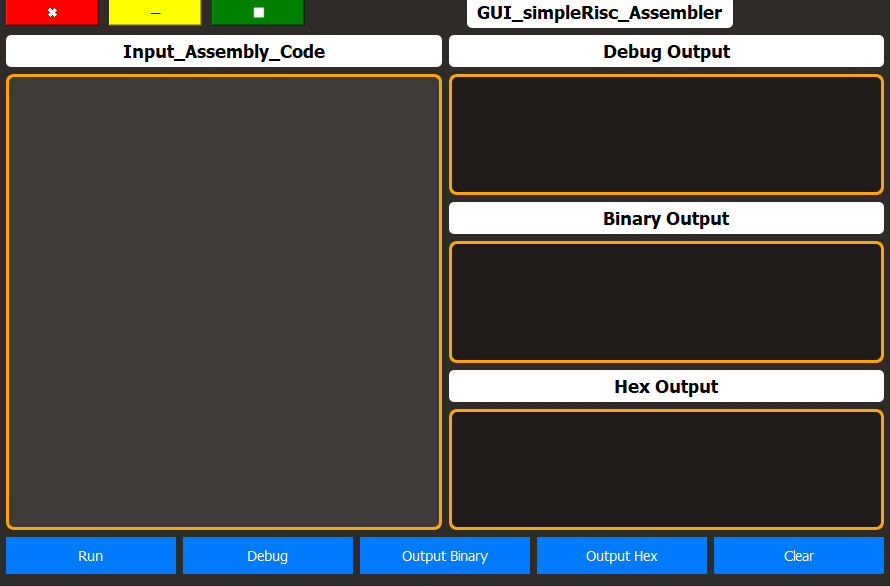 GUI_simpleRisc_Assembler
Input_Assembly_Code
Debug Output
Binary Output
Hex Output
Run
Debug
Output Binary
Output Hex
Clear